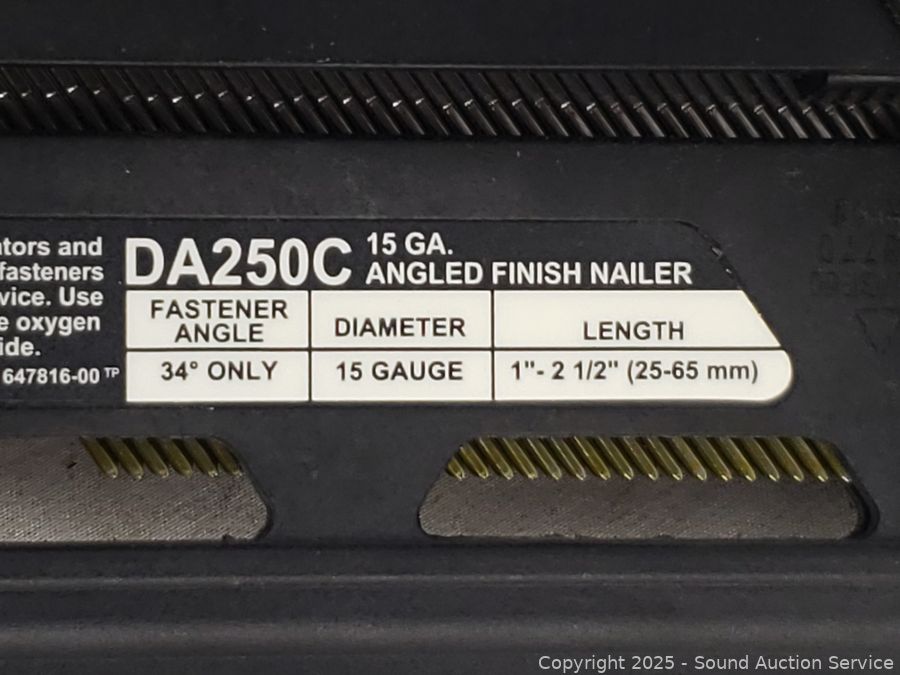 ators and
fasteners
vice. Use
e oxygen
ide.
647816-00 TP
DA250C
15 GA.
ANGLED FINISH NAILER
FASTENER ANGLE
DIAMETER
LENGTH
34° ONLY
15 GAUGE
1"- 2 1/2" (25-65 mm)
Copyright 2025 - Sound Auction Service